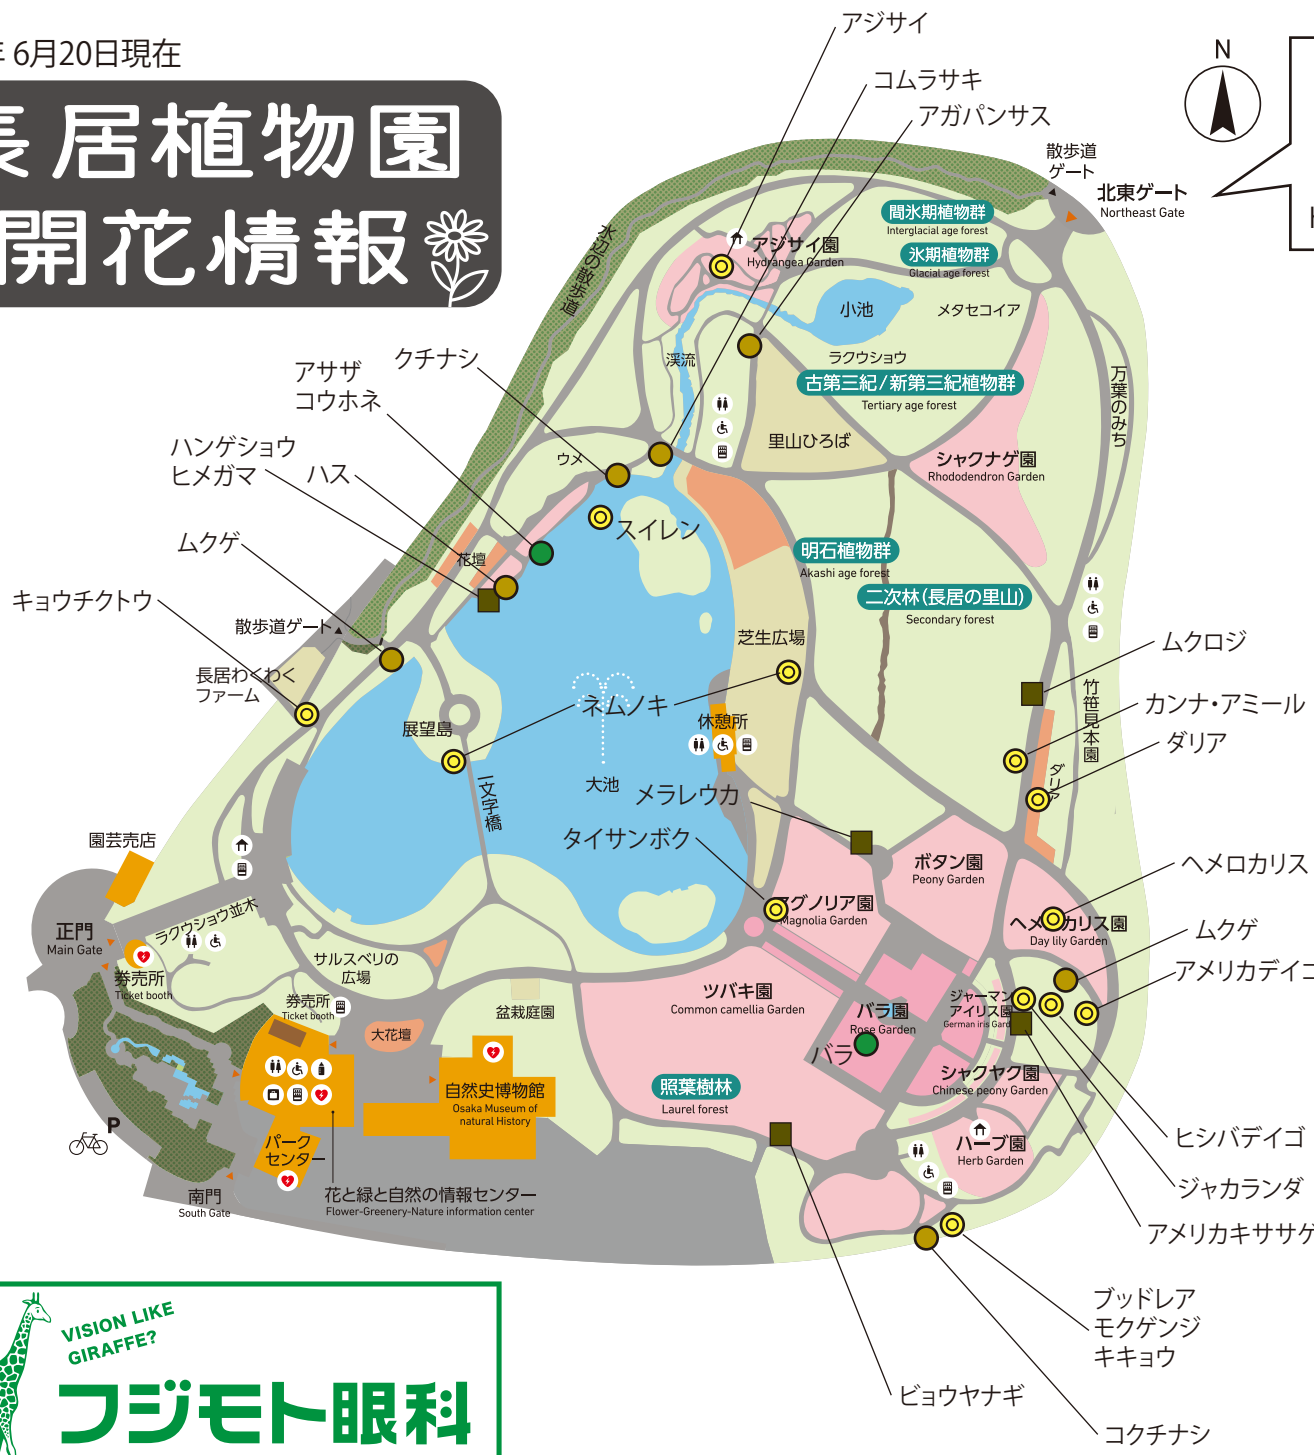 6月20日現在
長居植物園
開花情報
アジサイ
コムラサキ
アガパンサス
N
散歩道
ゲート
北東ゲート
Northeast Gate
間氷期植物群
Interglacial age forest
氷期植物群
Glacial age forest
アジサイ園
Hydrangea Garden
水辺の散歩道
小池
メタセコイア
渓流
ラクウショウ
古第三紀/新第三紀植物群
Tertiary age forest
万葉のみち
クチナシ
アサザ
コウホネ
ハンゲショウ
ヒメガマ
ハス
ムクゲ
キョウチクトウ
ウメ
里山ひろば
シャクナゲ園
Rhododendron Garden
スイレン
花壇
明石植物群
Akashi age forest
二次林(長居の里山)
Secondary forest
散歩道ゲート
長居わくわく
ファーム
芝生広場
ムクロジ
カンナ・アミール
ダリア
竹笹見本園
ダリア
ネムノキ
休憩所
展望島
一文字橋
大池
メラレウカ
タイサンボク
園芸売店
正門
Main Gate
ラクウショウ並木
券売所
Ticket booth
サルスベリの
広場
券売所
Ticket booth
大花壇
盆栽庭園
マグノリア園
Magnolia Garden
ボタン園
Peony Garden
ヘメロカリス
ヘメロカリス園
Day lily Garden
ムクゲ
アメリカデイゴ
ツバキ園
Common camellia Garden
バラ園
Rose Garden
バラ
ジャーマン
アイリス園
German iris Gard
シャクヤク園
Chinese peony Garden
自然史博物館
Osaka Museum of
natural History
照葉樹林
Laurel forest
ハーブ園
Herb Garden
ヒシバデイゴ
ジャカランダ
アメリカキササゲ
P
パーク
センター
南門
South Gate
花と緑と自然の情報センター
Flower-Greenery-Nature information center
ブッドレア
モクゲンジ
キキョウ
ビョウヤナギ
コクチナシ
VISION LIKE
GIRAFFE?
フジモト眼科